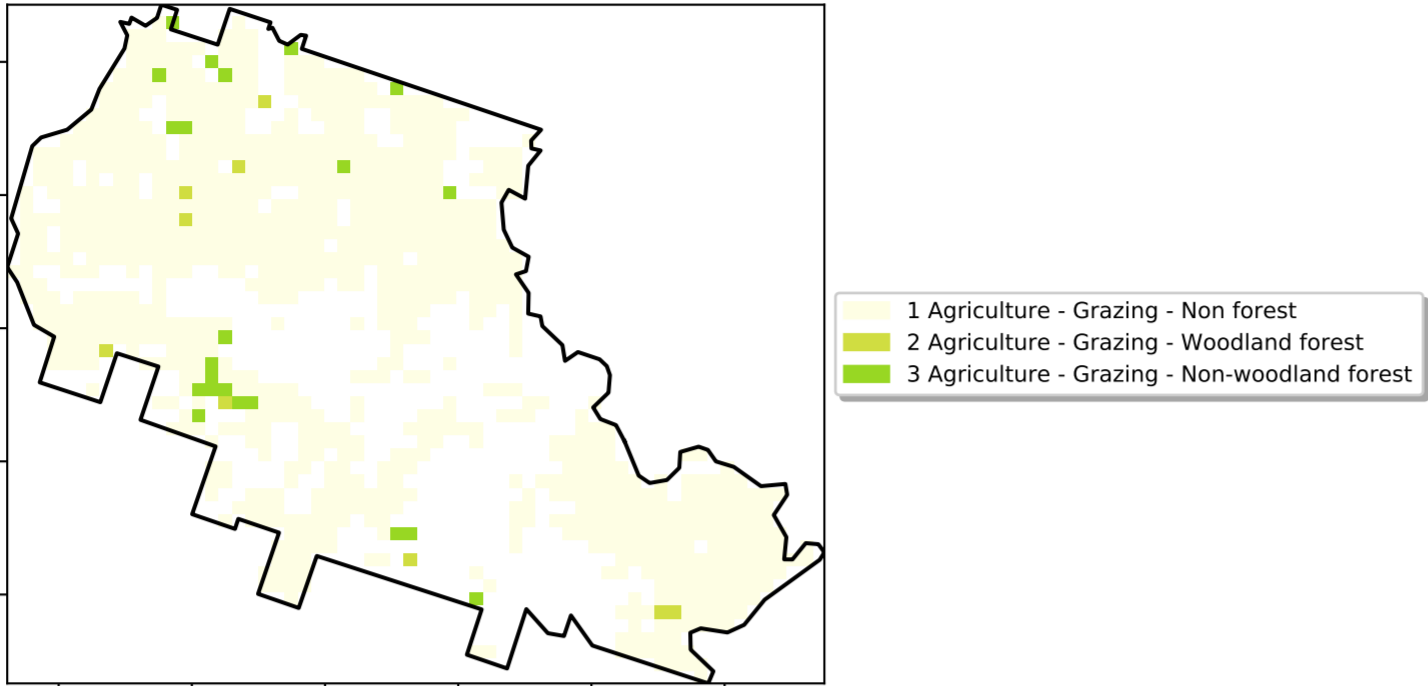 1 Agriculture - Grazing - Non forest
2 Agriculture - Grazing - Woodland forest
3 Agriculture - Grazing - Non-woodland forest